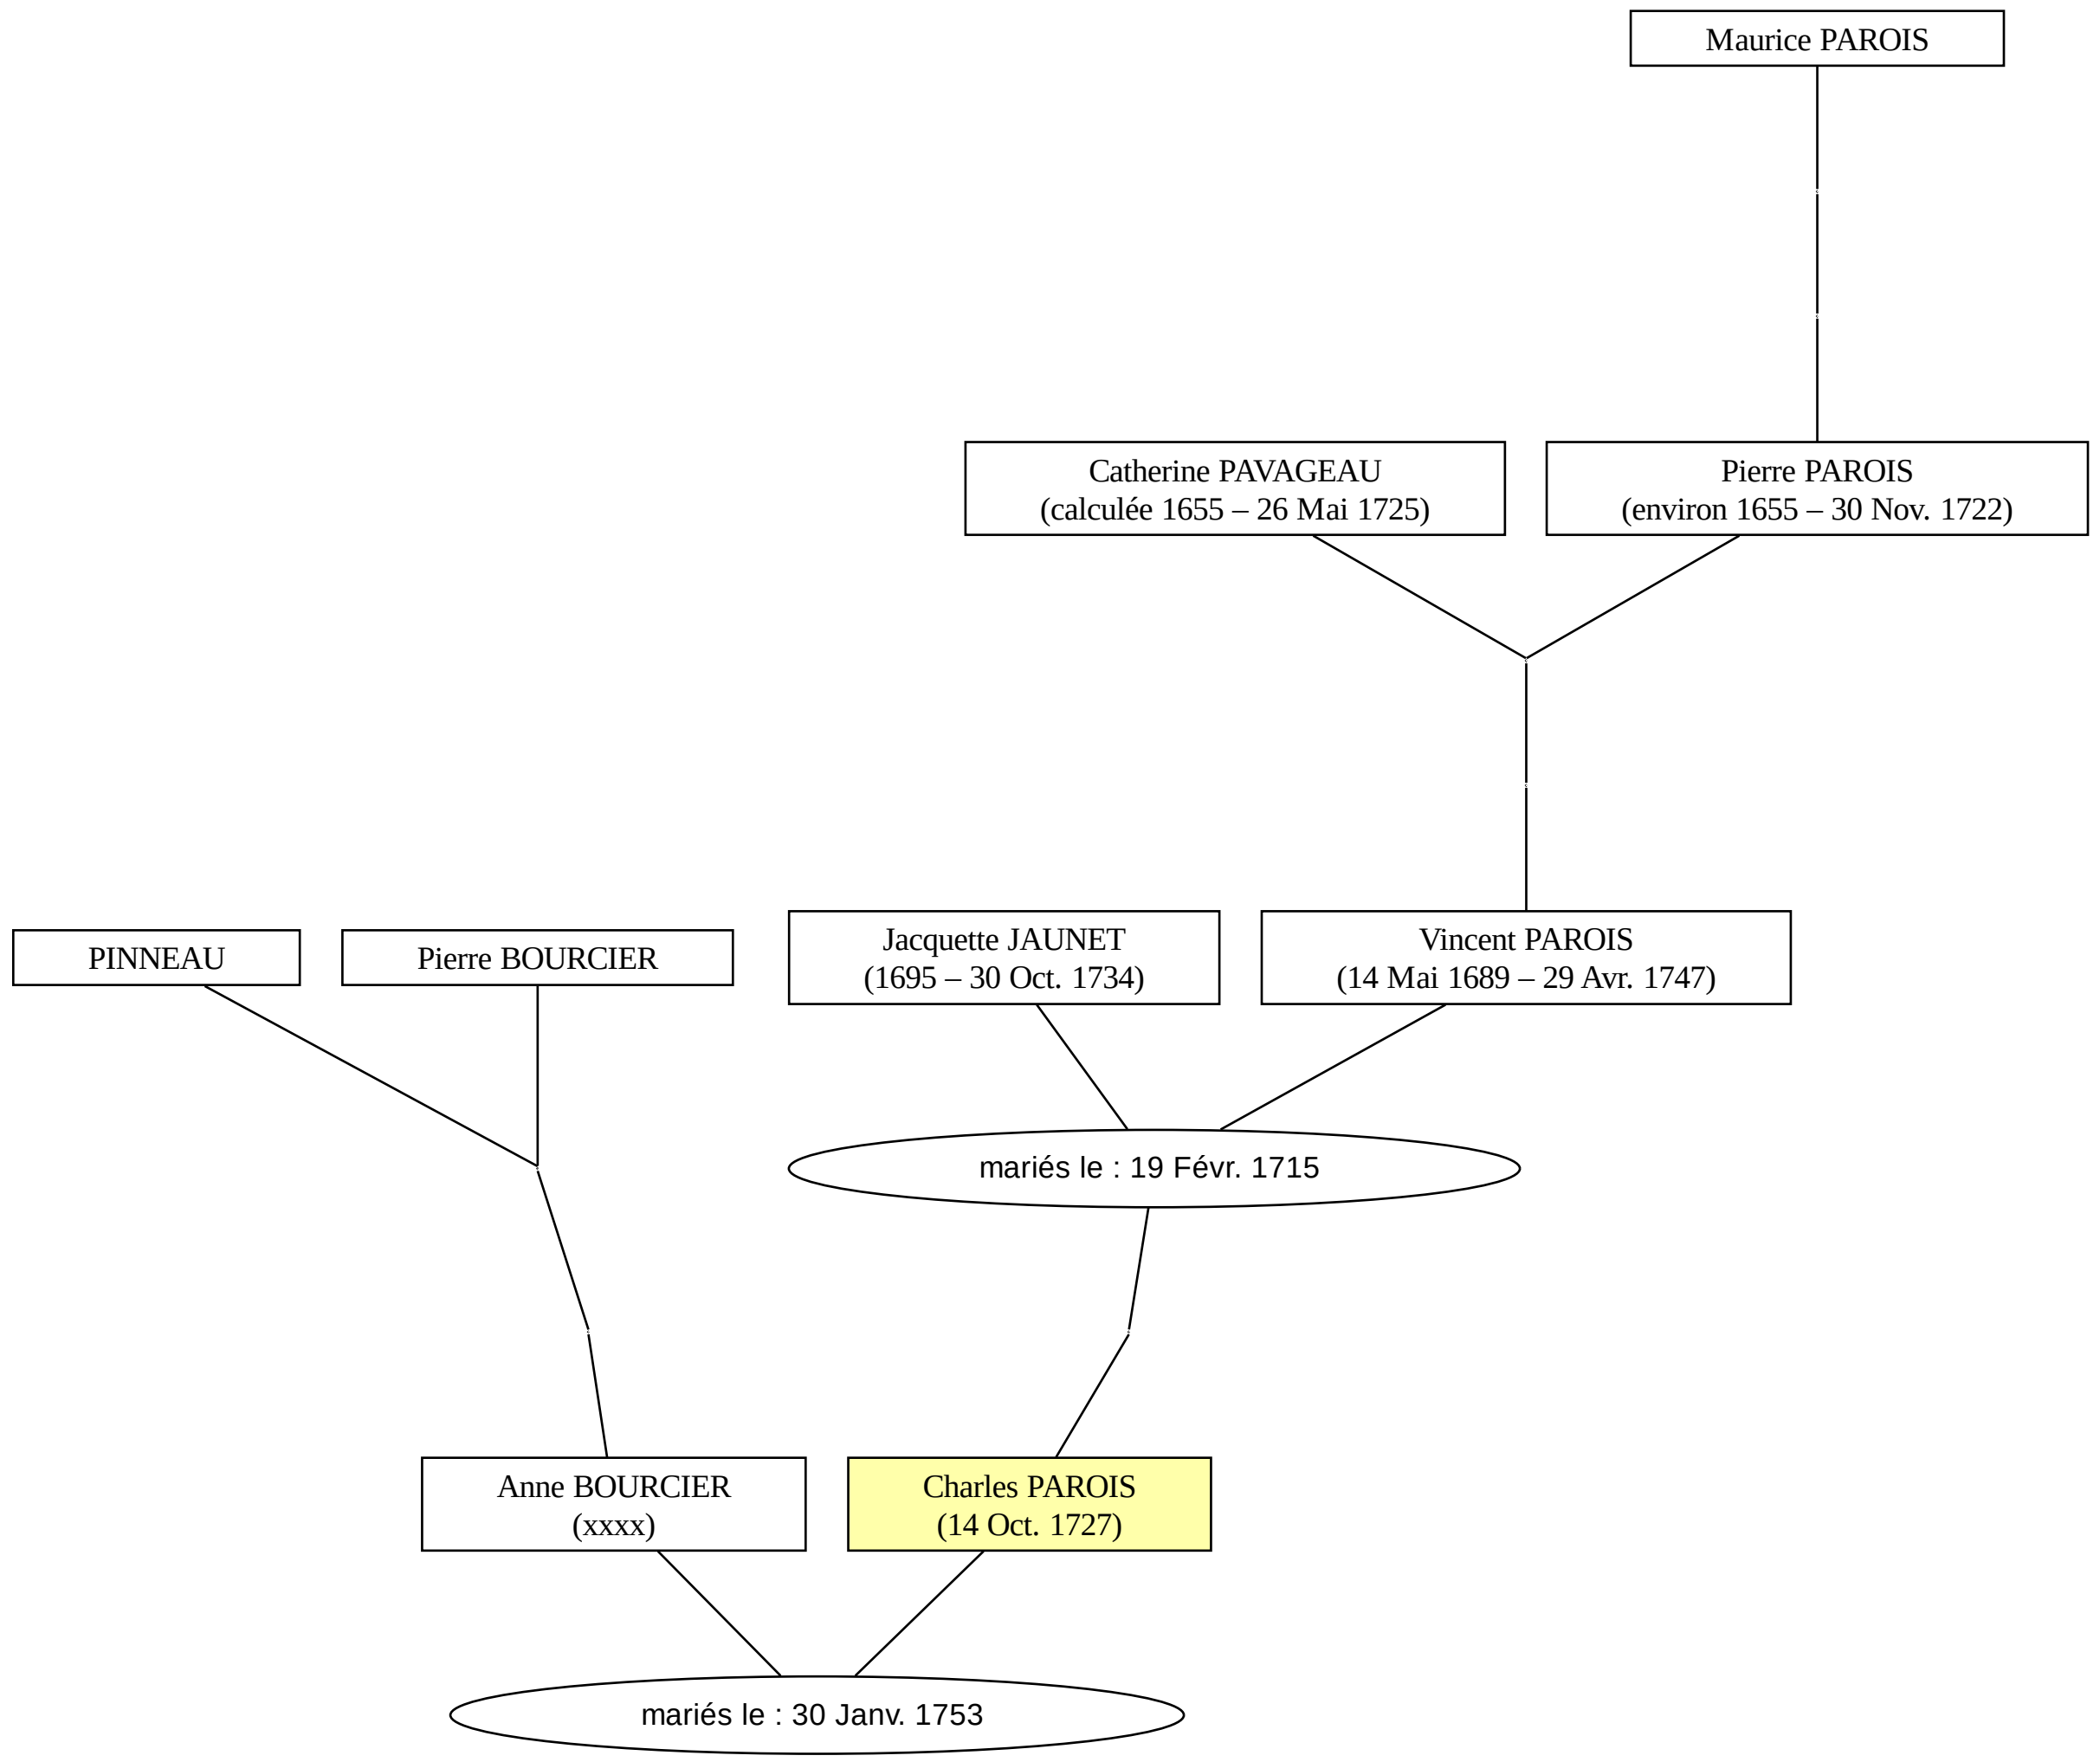 Maurice PAROIS
Catherine PAVAGEAU
(calculée 1655 – 26 Mai 1725)
Pierre PAROIS
(environ 1655 – 30 Nov. 1722)
PINNEAU
Pierre BOURCIER
Jacquette JAUNET
(1695 – 30 Oct. 1734)
Vincent PAROIS
(14 Mai 1689 – 29 Avr. 1747)
mariés le : 19 Févr. 1715
Anne BOURCIER
(xxxx)
Charles PAROIS
(14 Oct. 1727)
mariés le : 30 Janv. 1753